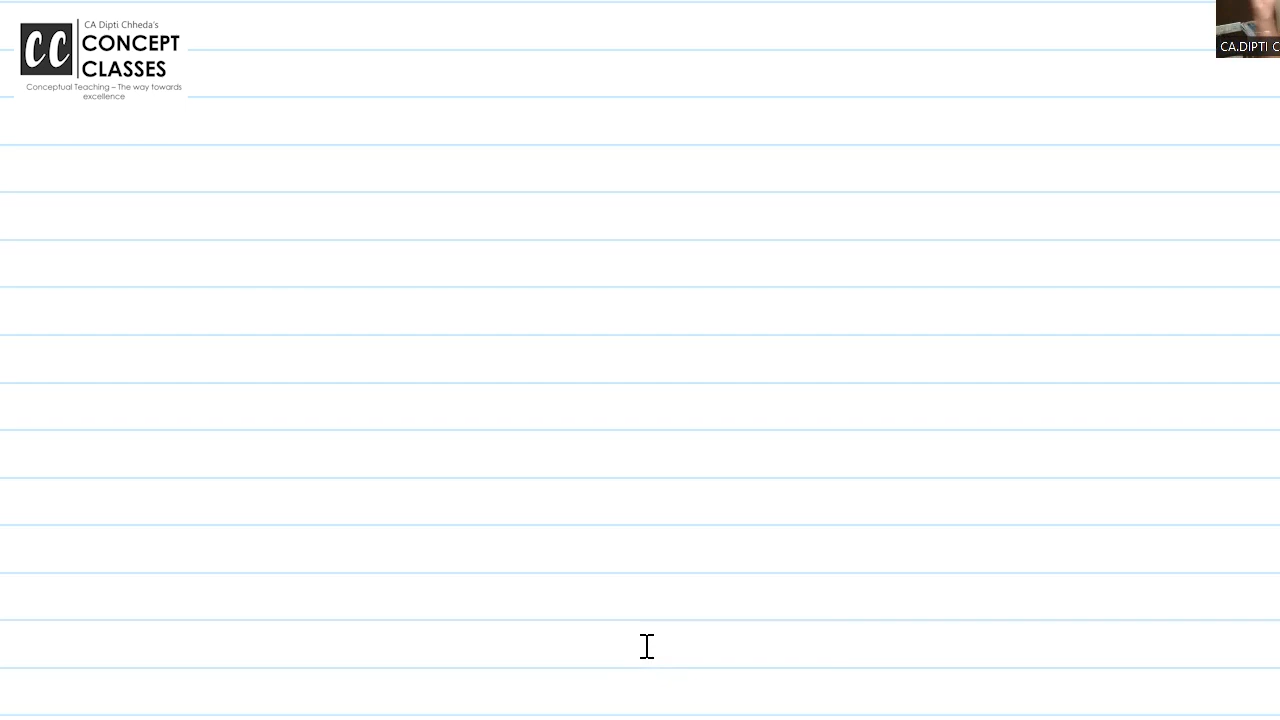 CA Dipti Chheda's
CC CONCEPT
CLASSES
Conceptual Teaching – The way towards
excellence
CA.DIPTI C